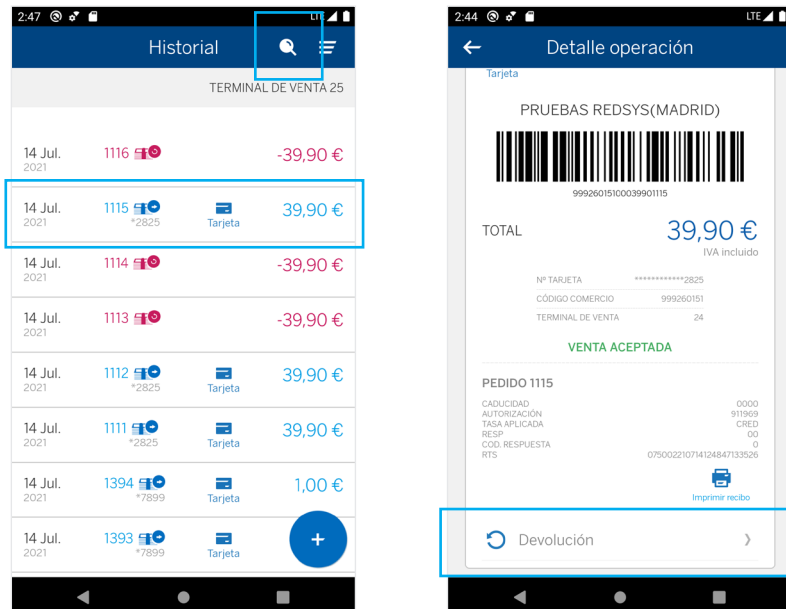 2:47 LTE
Historial
TERMINAL DE VENTA 25
14 Jul. 1116 -39,90 €
2021
14 Jul. 1115 39,90 €
2021 *2825 Tarjeta
14 Jul. 1114 -39,90 €
2021
14 Jul. 1113 -39,90 €
2021
14 Jul. 1112 39,90 €
2021 *2825 Tarjeta
14 Jul. 1111 39,90 €
2021 *2825 Tarjeta
14 Jul. 1394 1,00 €
2021 *7899 Tarjeta
14 Jul. 1393
2021 *7899 Tarjeta
2:44 LTE
Detalle operación
Tarjeta
PRUEBAS REDSYS(MADRID)
99926015100039901115
TOTAL 39,90 €
IVA incluido
Nº TARJETA ************2825
CÓDIGO COMERCIO 999260151
TERMINAL DE VENTA 24
VENTA ACEPTADA
PEDIDO 1115
CADUCIDAD 0000
AUTORIZACIÓN 911969
TASA APLICADA CRED
RESP 00
COD. RESPUESTA 0
RTS 075002210714124847133526
Imprimir recibo
Devolución